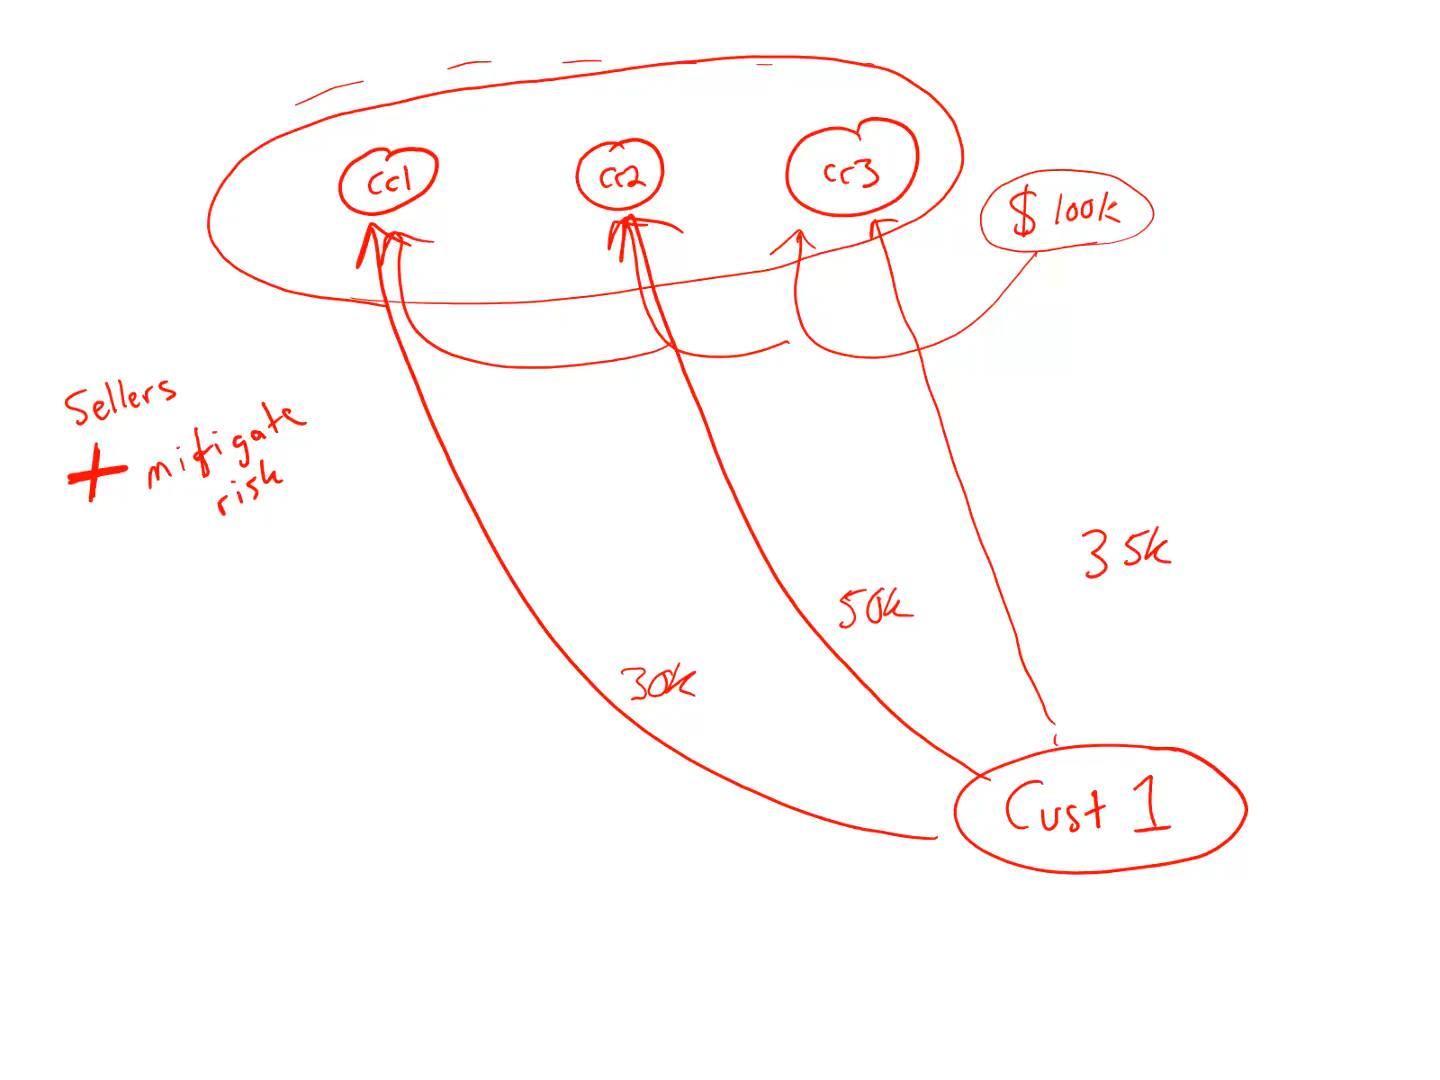 cc1
cc2
cc3
$ 100k
Sellers
+ mitigate
risk
35k
50k
30k
Cust 1